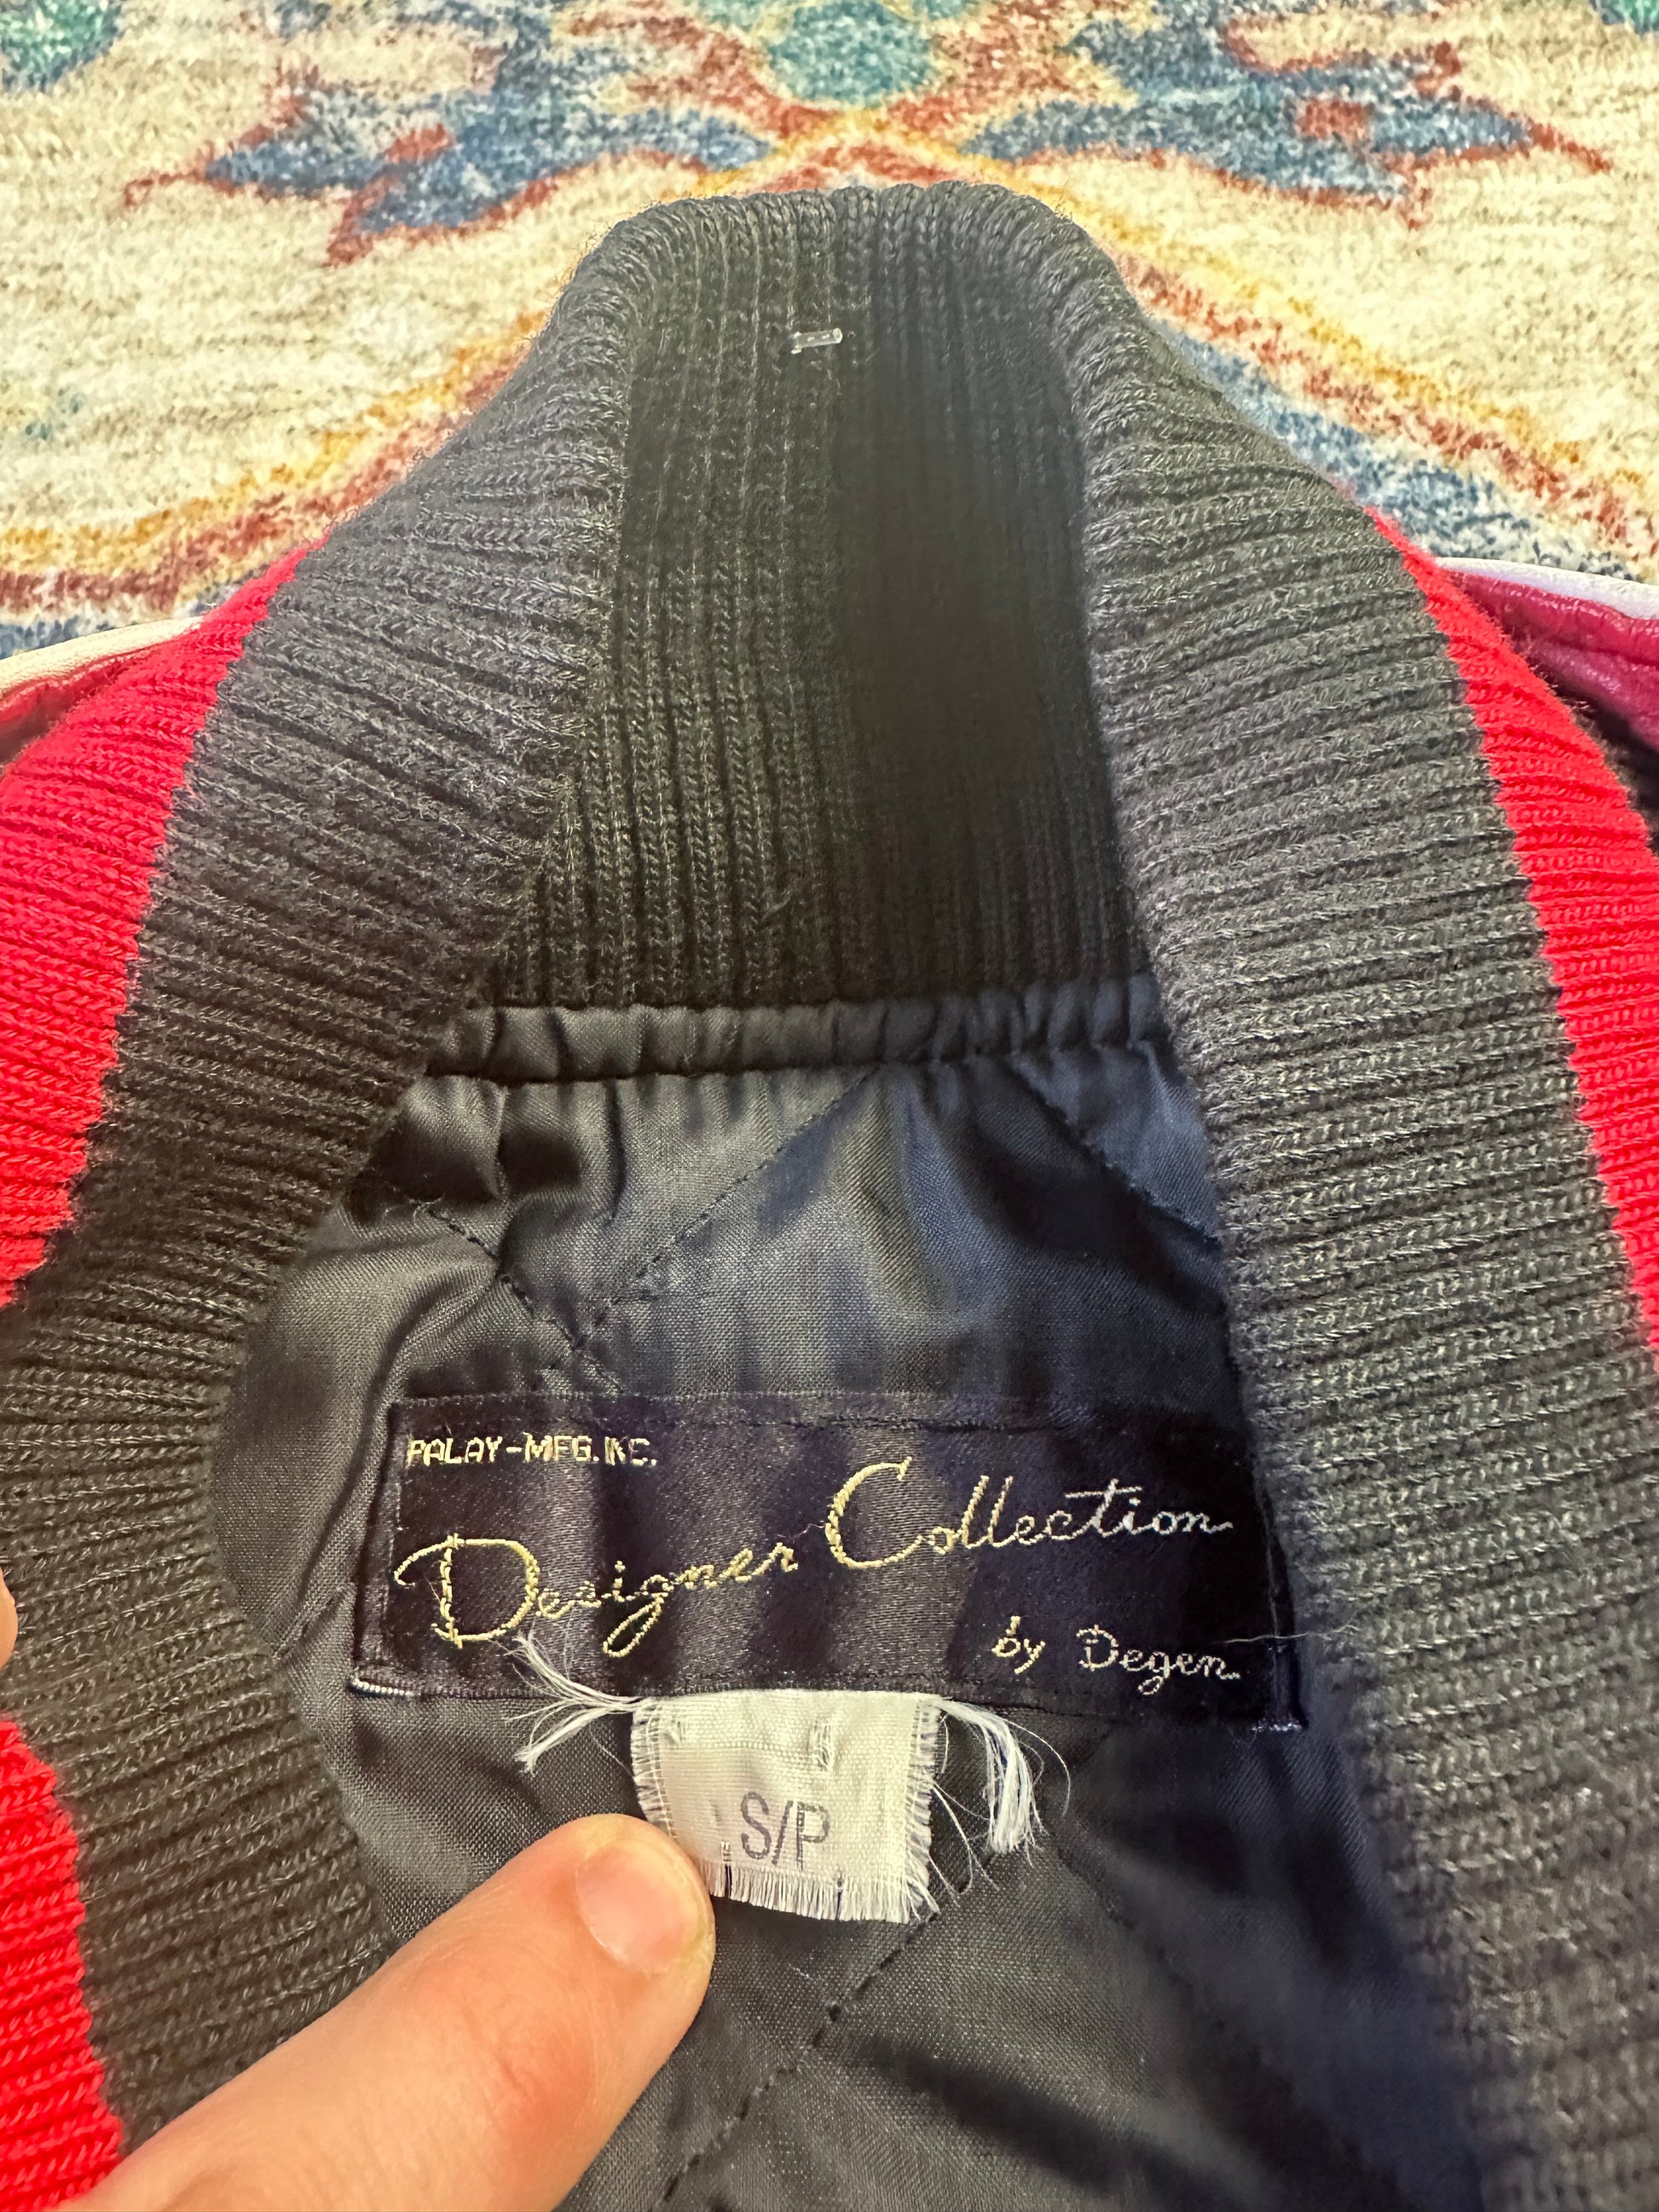 PALAY-MFG.INC.
Designer Collection
by Degen
S/P